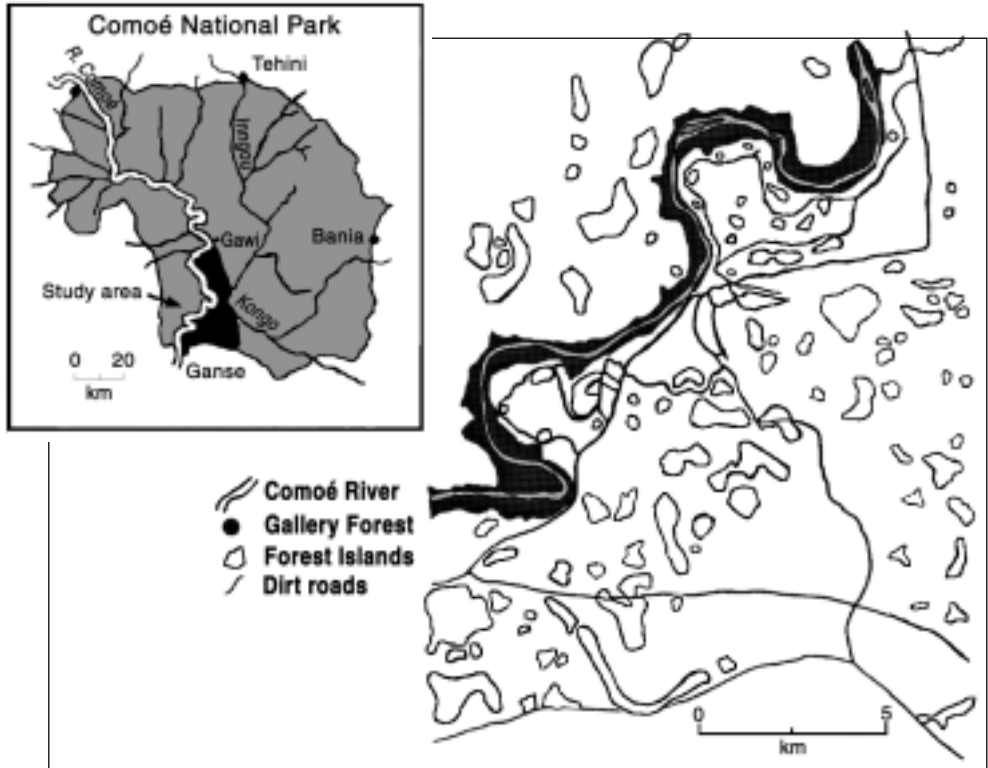 Comoé National Park
R. Comoé
Tehini
Iringou
Gawi
Bania
Study area
Kongo
0 20
km
Ganse
Comoé River
Gallery Forest
Forest Islands
Dirt roads
0 5
km